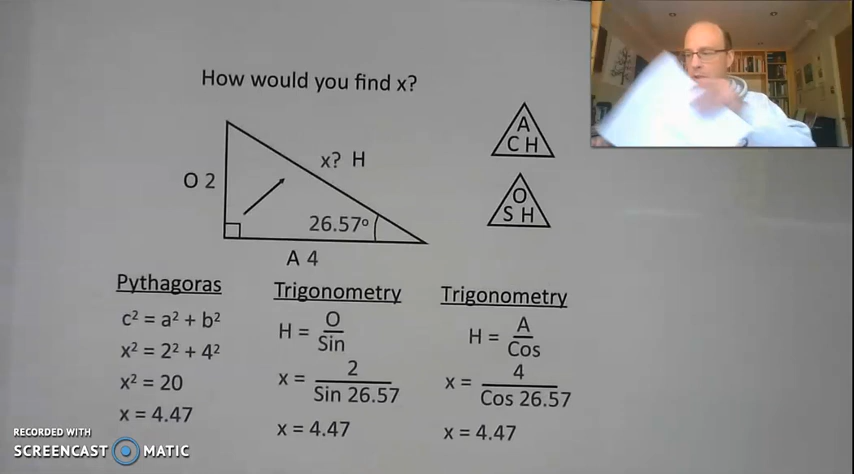 How would you find x?
A
C H
O 2
x? H
O
S H
26.57º
A 4
Pythagoras
c² = a² + b²
x² = 2² + 4²
x² = 20
x = 4.47
Trigonometry
H = O
Sin
x = 2
Sin 26.57
x = 4.47
Trigonometry
H = A
Cos
x = 4
Cos 26.57
x = 4.47
RECORDED WITH
SCREENCAST MATIC